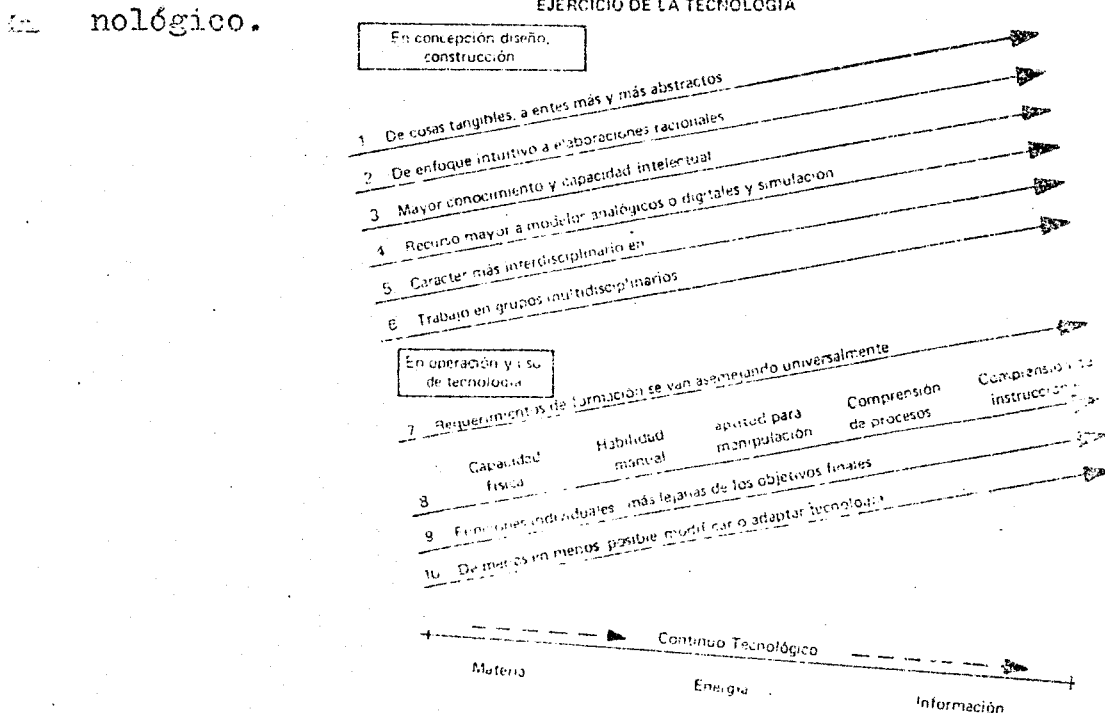 nológico.
EJERCICIO DE LA TECNOLOGIA
En concepción diseño,
construcción
1 De cosas tangibles, a entes más y más abstractos
2 De enfoque intuitivo a elaboraciones racionales
3 Mayor conocimiento y capacidad intelectual
4 Recurso mayor a modelos analógicos o digitales y simulación
5. Caracter más interdisciplinario en
6 Trabajo en grupos multidisciplinarios
En operación y uso
de tecnología
7 Requerimientos de formación se van asemejando universalmente
8 Capacidad física Habilidad manual aptitud para manipulación Comprensión de procesos Comprensión de instrucciones
9 Funciones individuales más lejanas de los objetivos finales
10 De menos en menos posible modificar o adaptar tecnología
Continuo Tecnológico
Materia Energía Información